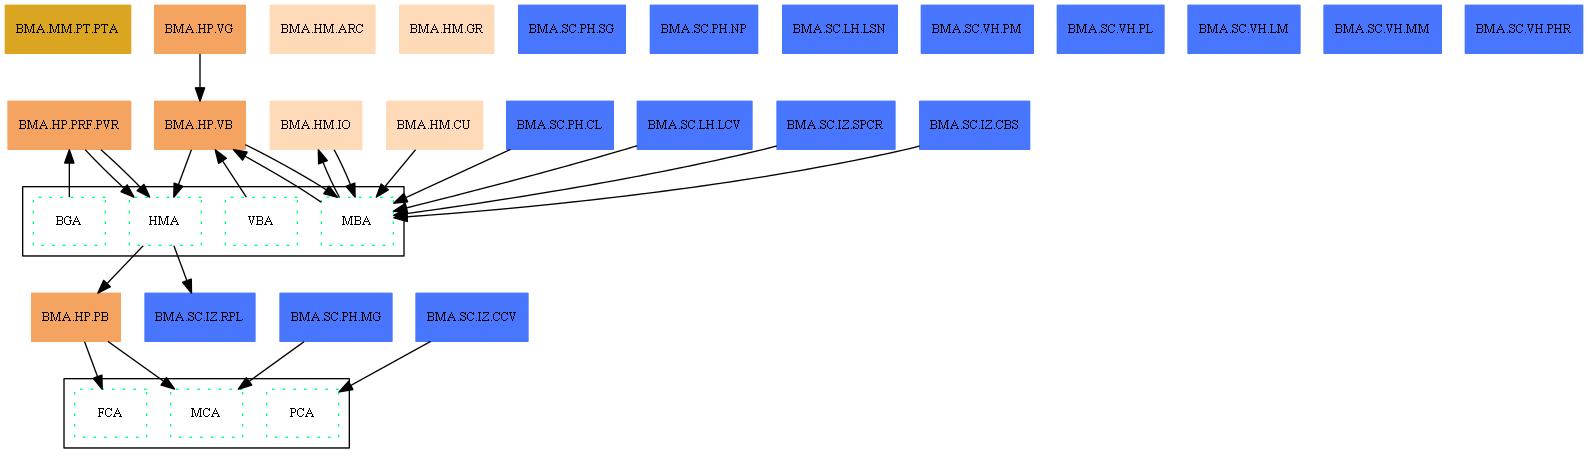 BMA.MM.PT.PTA
BMA.HP.VG
BMA.HM.ARC
BMA.HM.GR
BMA.SC.PH.SG
BMA.SC.PH.NP
BMA.SC.LH.LSN
BMA.SC.VH.PM
BMA.SC.VH.PL
BMA.SC.VH.LM
BMA.SC.VH.MM
BMA.SC.VH.PHR
BMA.HP.PRF.PVR
BMA.HP.VB
BMA.HM.IO
BMA.HM.CU
BMA.SC.PH.CL
BMA.SC.LH.LCV
BMA.SC.IZ.SPCR
BMA.SC.IZ.CBS
BGA
HMA
VBA
MBA
BMA.HP.PB
BMA.SC.IZ.RPL
BMA.SC.PH.MG
BMA.SC.IZ.CCV
FCA
MCA
PCA